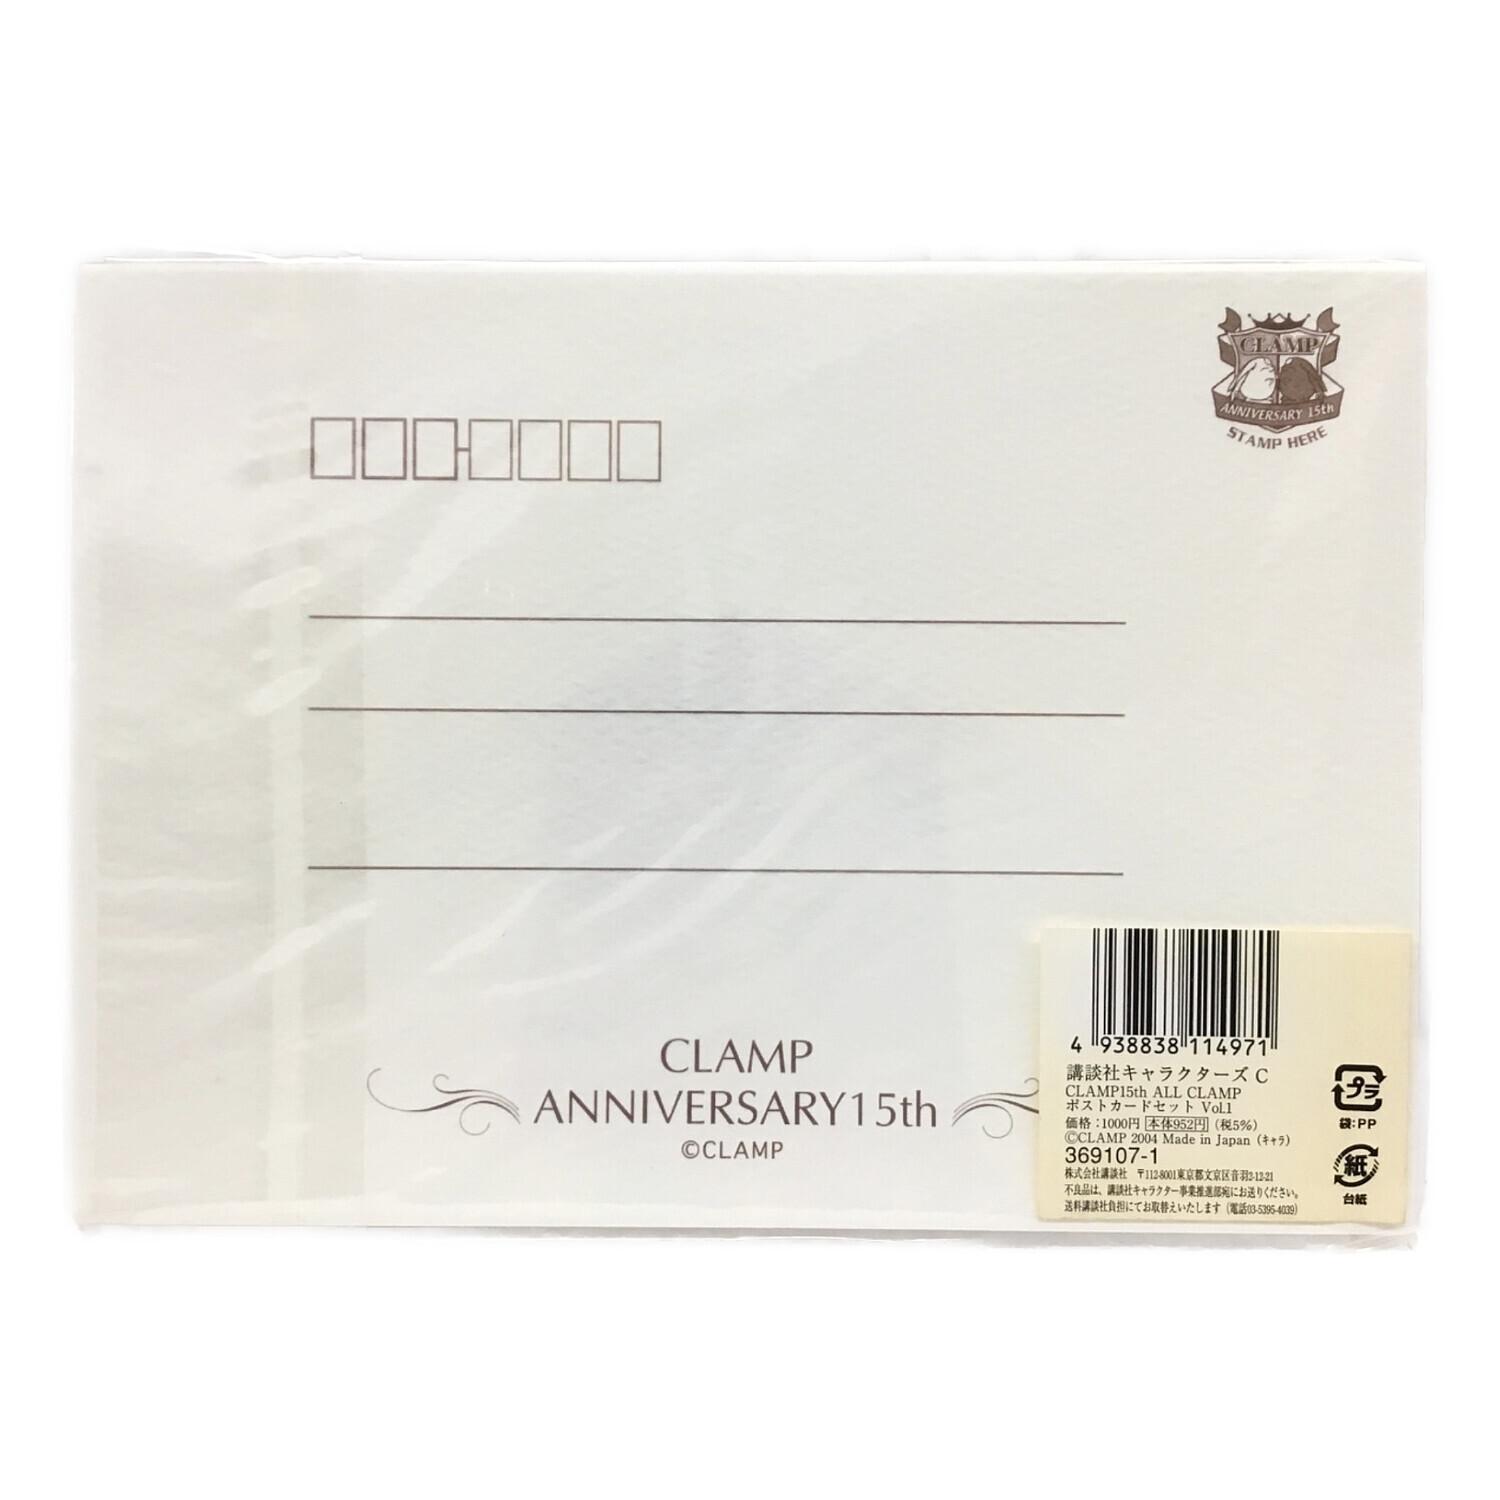 CLAMP
ANNIVERSARY 15th
STAMP HERE
CLAMP
ANNIVERSARY15th
©CLAMP
4 938838 114971
講談社キャラクターズ C
CLAMP15th ALL CLAMP
ポストカードセット Vol.1
価格:1000円 本体952円 (税5%)
©CLAMP 2004 Made in Japan (キャラ)
369107-1
株式会社講談社 〒112-8001東京都文京区音羽2-12-21
不良品は、講談社キャラクター事業推進部宛にお送りください。
送料講談社負担にてお取替えいたします (電話03-5395-4039)
プラ
袋:PP
紙
台紙